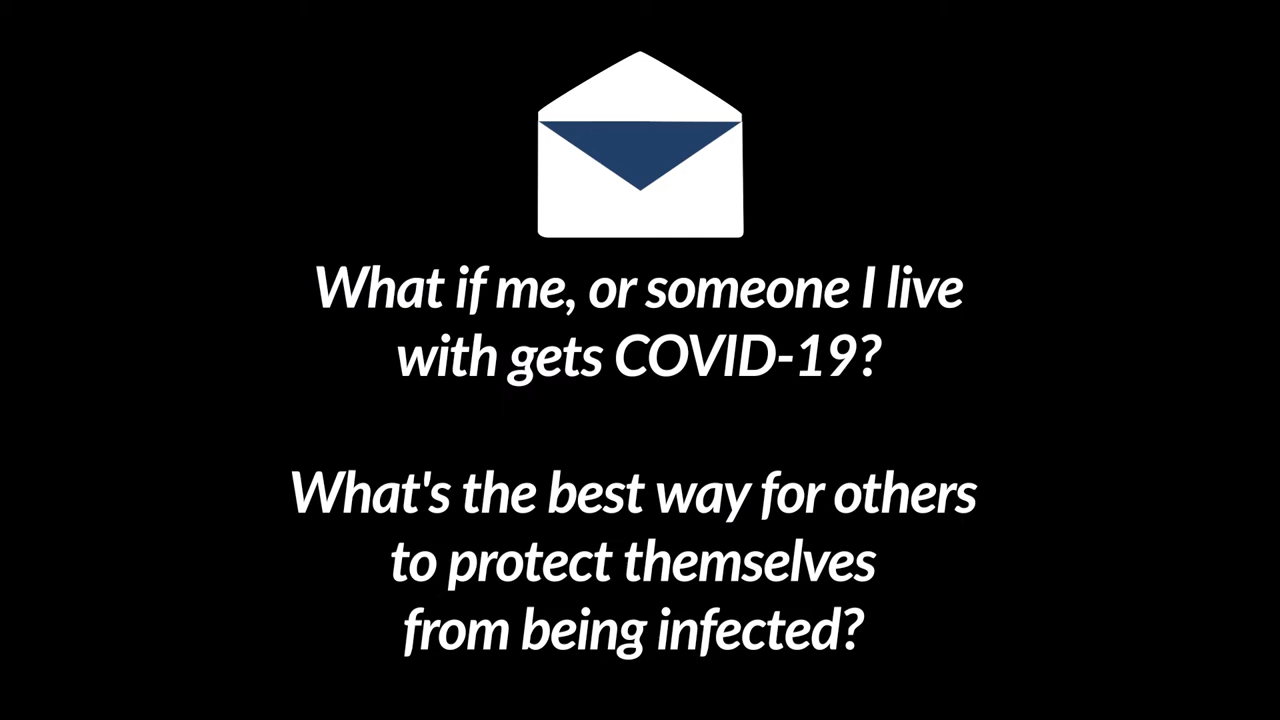 What if me, or someone I live
with gets COVID-19?
What's the best way for others
to protect themselves
from being infected?